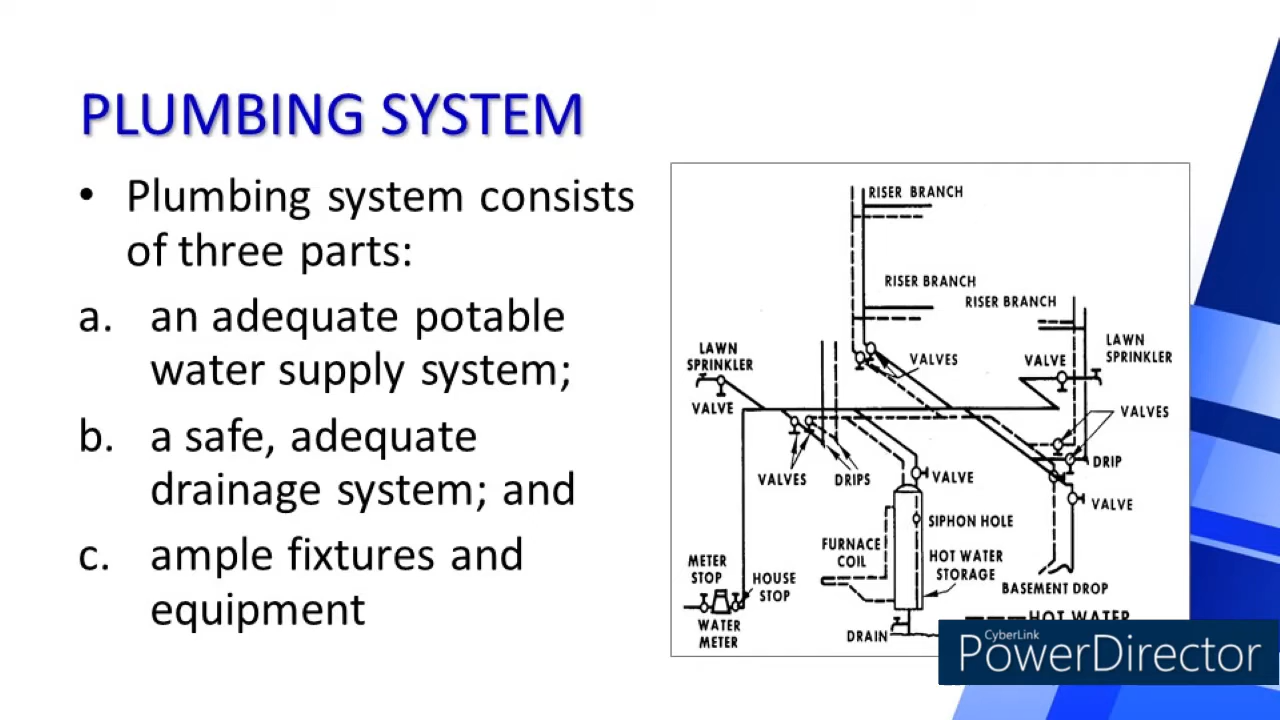 PLUMBING SYSTEM
• Plumbing system consists
of three parts:
a. an adequate potable
water supply system;
b. a safe, adequate
drainage system; and
c. ample fixtures and
equipment
RISER BRANCH
RISER BRANCH
RISER BRANCH
LAWN
SPRINKLER
VALVE
VALVES
VALVE
LAWN
SPRINKLER
VALVES
VALVES
DRIPS
VALVE
DRIP
VALVE
SIPHON HOLE
FURNACE
COIL
HOT WATER
STORAGE
BASEMENT DROP
METER
STOP
HOUSE
STOP
WATER
METER
DRAIN
HOT WATER
CyberLink
PowerDirector